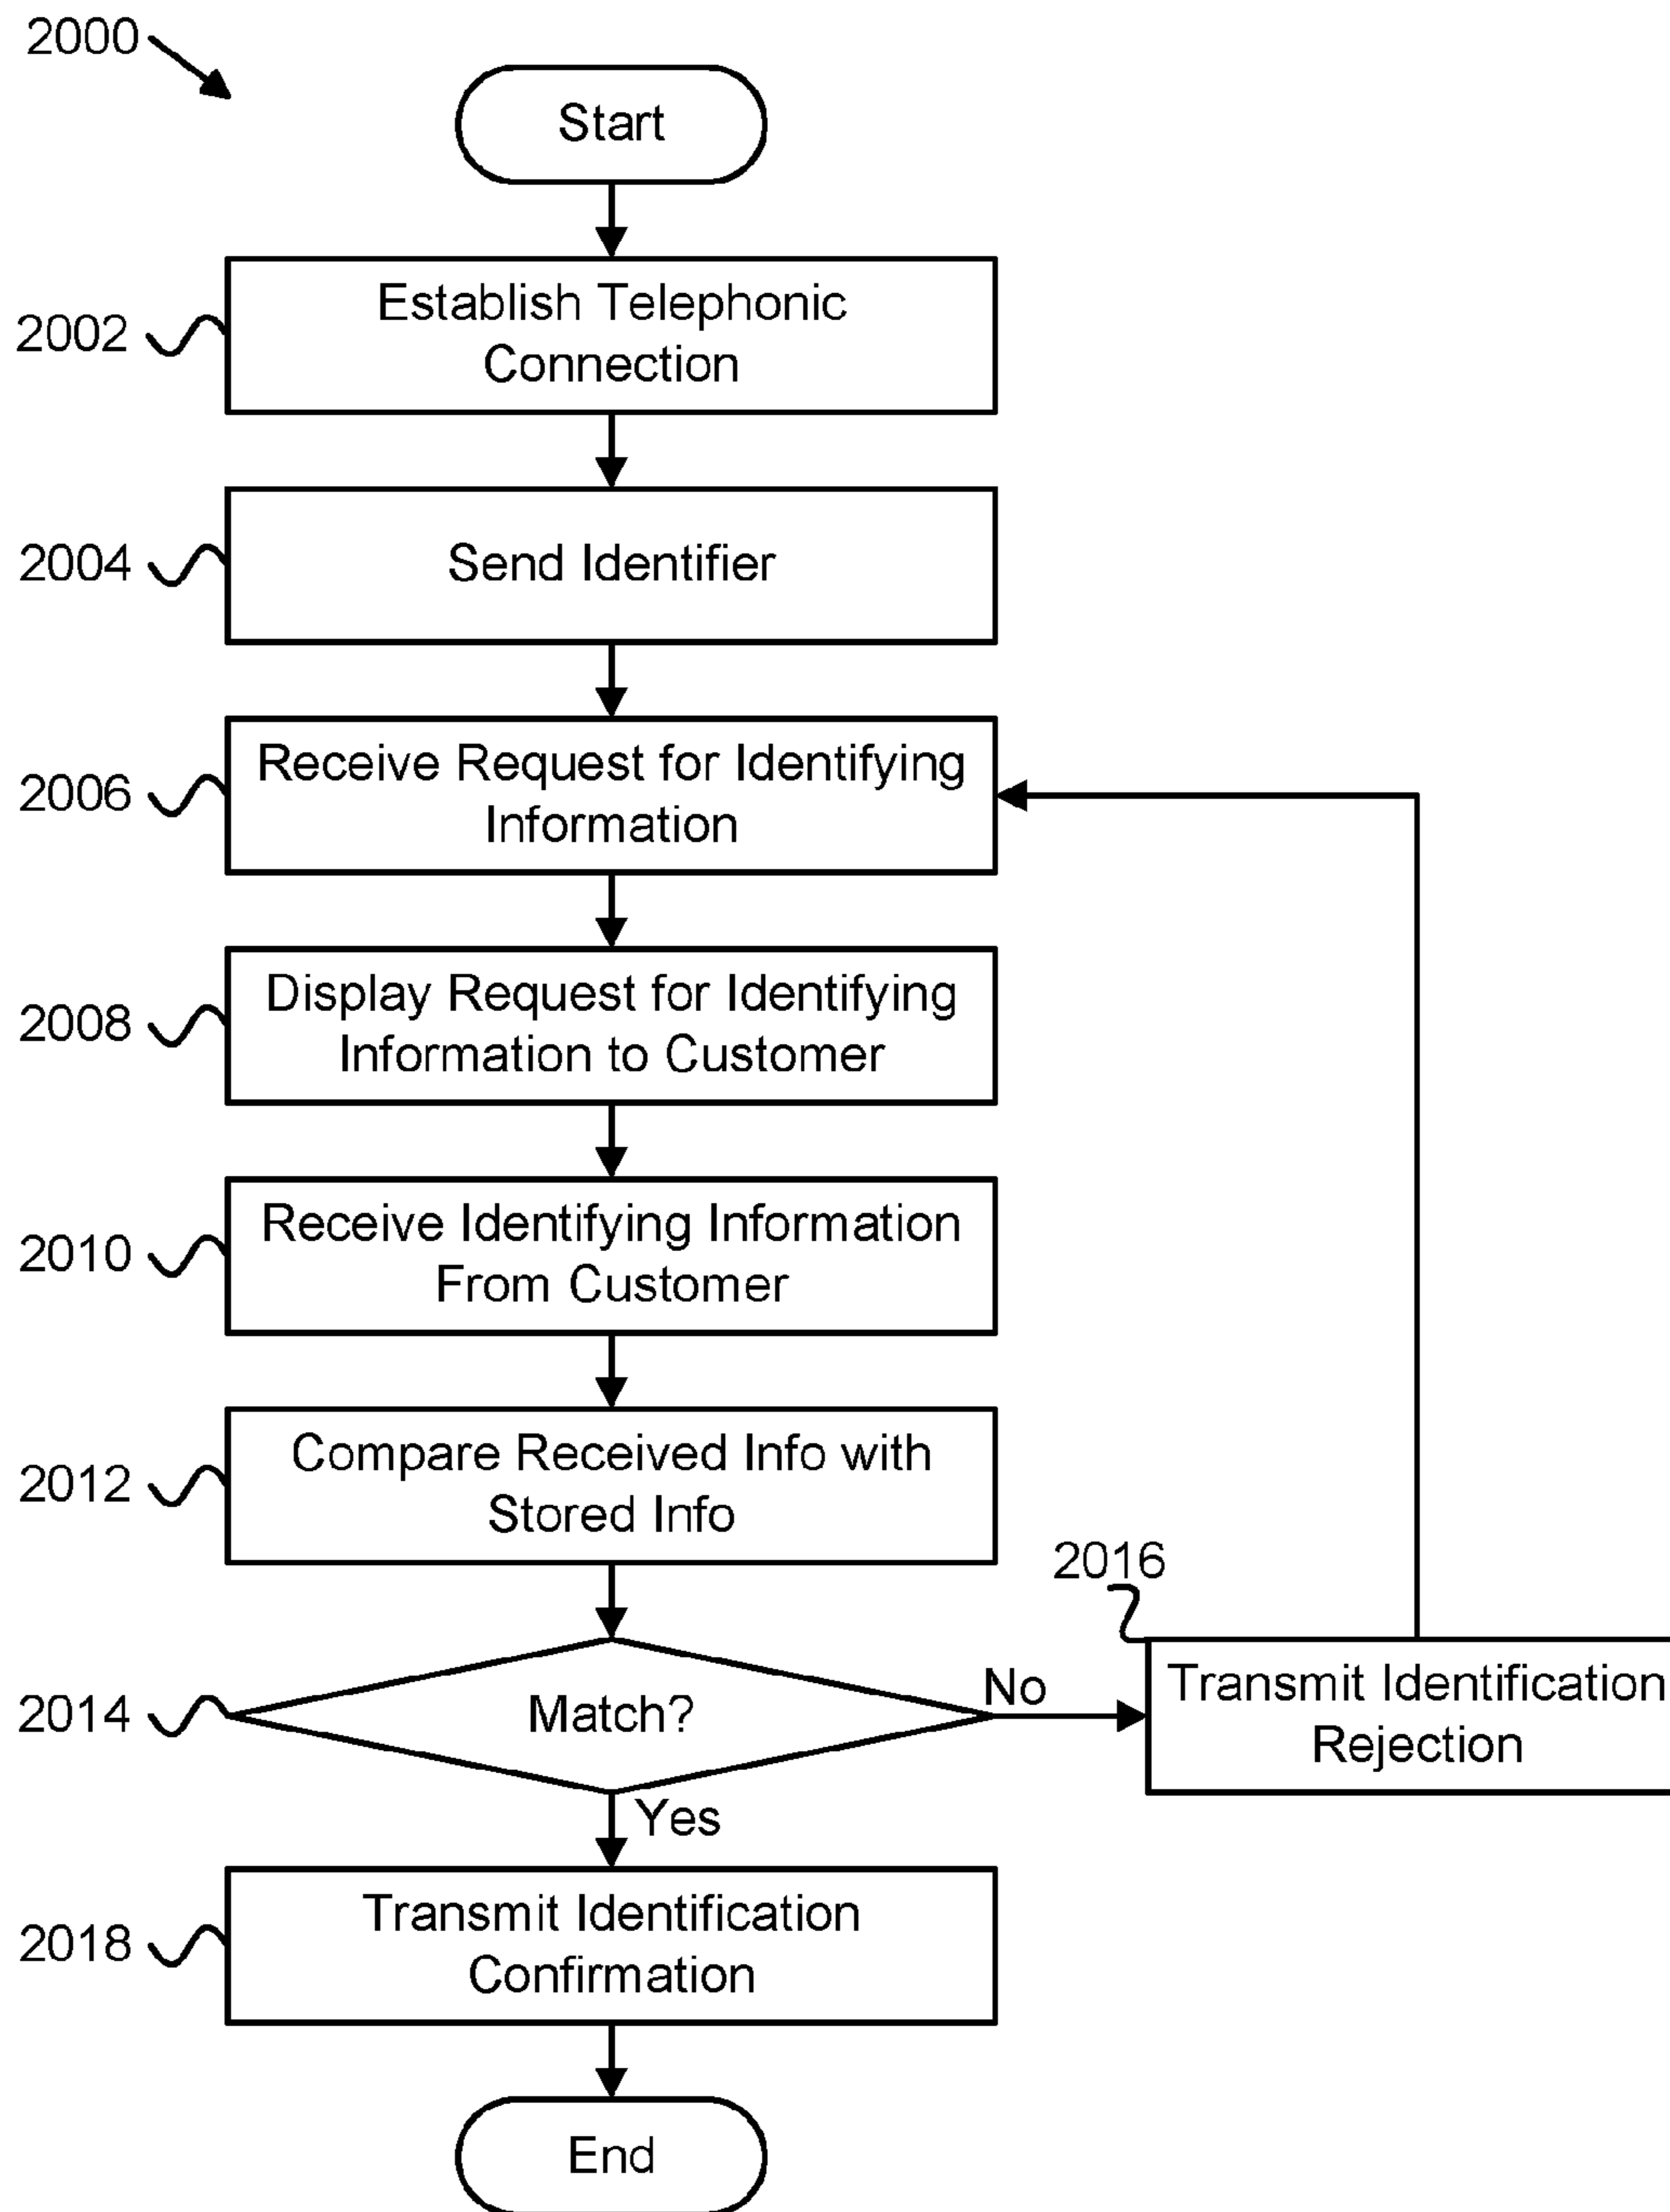 2000
Start
2002
Establish Telephonic
Connection
2004
Send Identifier
2006
Receive Request for Identifying
Information
2008
Display Request for Identifying
Information to Customer
2010
Receive Identifying Information
From Customer
2012
Compare Received Info with
Stored Info
2014
Match?
No
2016
Transmit Identification
Rejection
Yes
2018
Transmit Identification
Confirmation
End